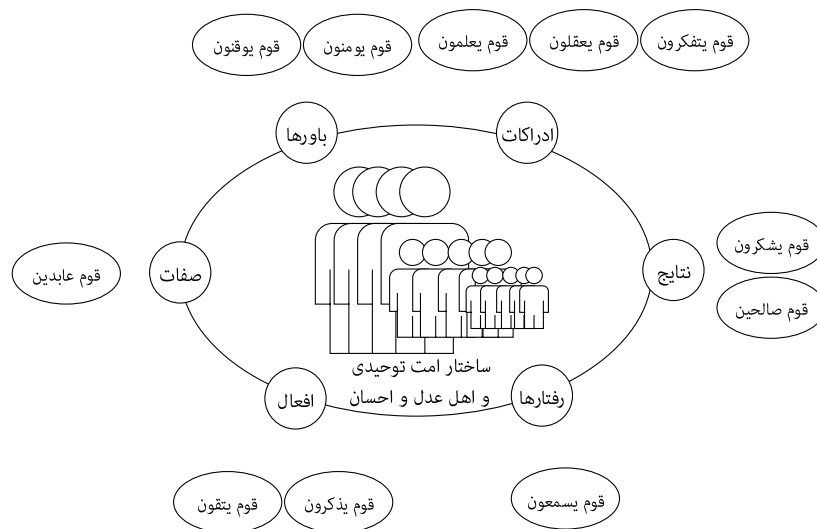 قوم یتفکرون
قوم یعقلون
قوم یعلمون
قوم یومنون
قوم یوقنون
ادراکات
باورها
قوم یشکرون
نتایج
صفات
قوم عابدین
قوم صالحین
ساختار امت توحیدی
و اهل عدل و احسان
رفتارها
افعال
قوم یسمعون
قوم یذکرون
قوم یتقون